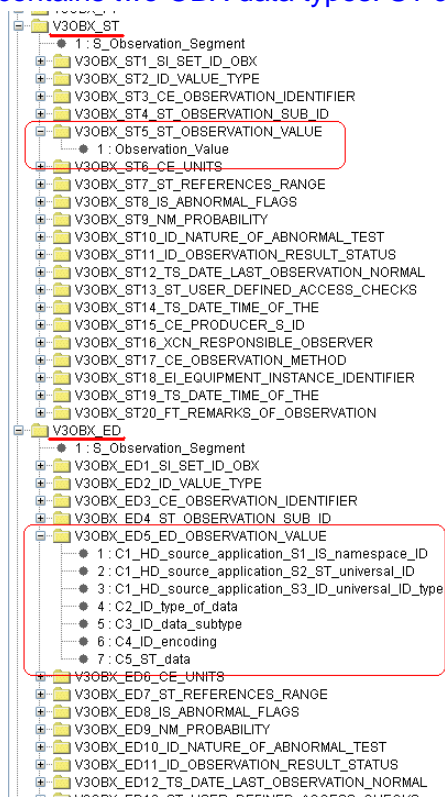 V3OBX_ST
1 : S_Observation_Segment
V3OBX_ST1_SI_SET_ID_OBX
V3OBX_ST2_ID_VALUE_TYPE
V3OBX_ST3_CE_OBSERVATION_IDENTIFIER
V3OBX_ST4_ST_OBSERVATION_SUB_ID
V3OBX_ST5_ST_OBSERVATION_VALUE
1 : Observation_Value
V3OBX_ST6_CE_UNITS
V3OBX_ST7_ST_REFERENCES_RANGE
V3OBX_ST8_IS_ABNORMAL_FLAGS
V3OBX_ST9_NM_PROBABILITY
V3OBX_ST10_ID_NATURE_OF_ABNORMAL_TEST
V3OBX_ST11_ID_OBSERVATION_RESULT_STATUS
V3OBX_ST12_TS_DATE_LAST_OBSERVATION_NORMAL
V3OBX_ST13_ST_USER_DEFINED_ACCESS_CHECKS
V3OBX_ST14_TS_DATE_TIME_OF_THE
V3OBX_ST15_CE_PRODUCER_S_ID
V3OBX_ST16_XCN_RESPONSIBLE_OBSERVER
V3OBX_ST17_CE_OBSERVATION_METHOD
V3OBX_ST18_EI_EQUIPMENT_INSTANCE_IDENTIFIER
V3OBX_ST19_TS_DATE_TIME_OF_THE
V3OBX_ST20_FT_REMARKS_OF_OBSERVATION
V3OBX_ED
1 : S_Observation_Segment
V3OBX_ED1_SI_SET_ID_OBX
V3OBX_ED2_ID_VALUE_TYPE
V3OBX_ED3_CE_OBSERVATION_IDENTIFIER
V3OBX_ED4_ST_OBSERVATION_SUB_ID
V3OBX_ED5_ED_OBSERVATION_VALUE
1 : C1_HD_source_application_S1_IS_namespace_ID
2 : C1_HD_source_application_S2_ST_universal_ID
3 : C1_HD_source_application_S3_ID_universal_ID_type
4 : C2_ID_type_of_data
5 : C3_ID_data_subtype
6 : C4_ID_encoding
7 : C5_ST_data
V3OBX_ED6_CE_UNITS
V3OBX_ED7_ST_REFERENCES_RANGE
V3OBX_ED8_IS_ABNORMAL_FLAGS
V3OBX_ED9_NM_PROBABILITY
V3OBX_ED10_ID_NATURE_OF_ABNORMAL_TEST
V3OBX_ED11_ID_OBSERVATION_RESULT_STATUS
V3OBX_ED12_TS_DATE_LAST_OBSERVATION_NORMAL